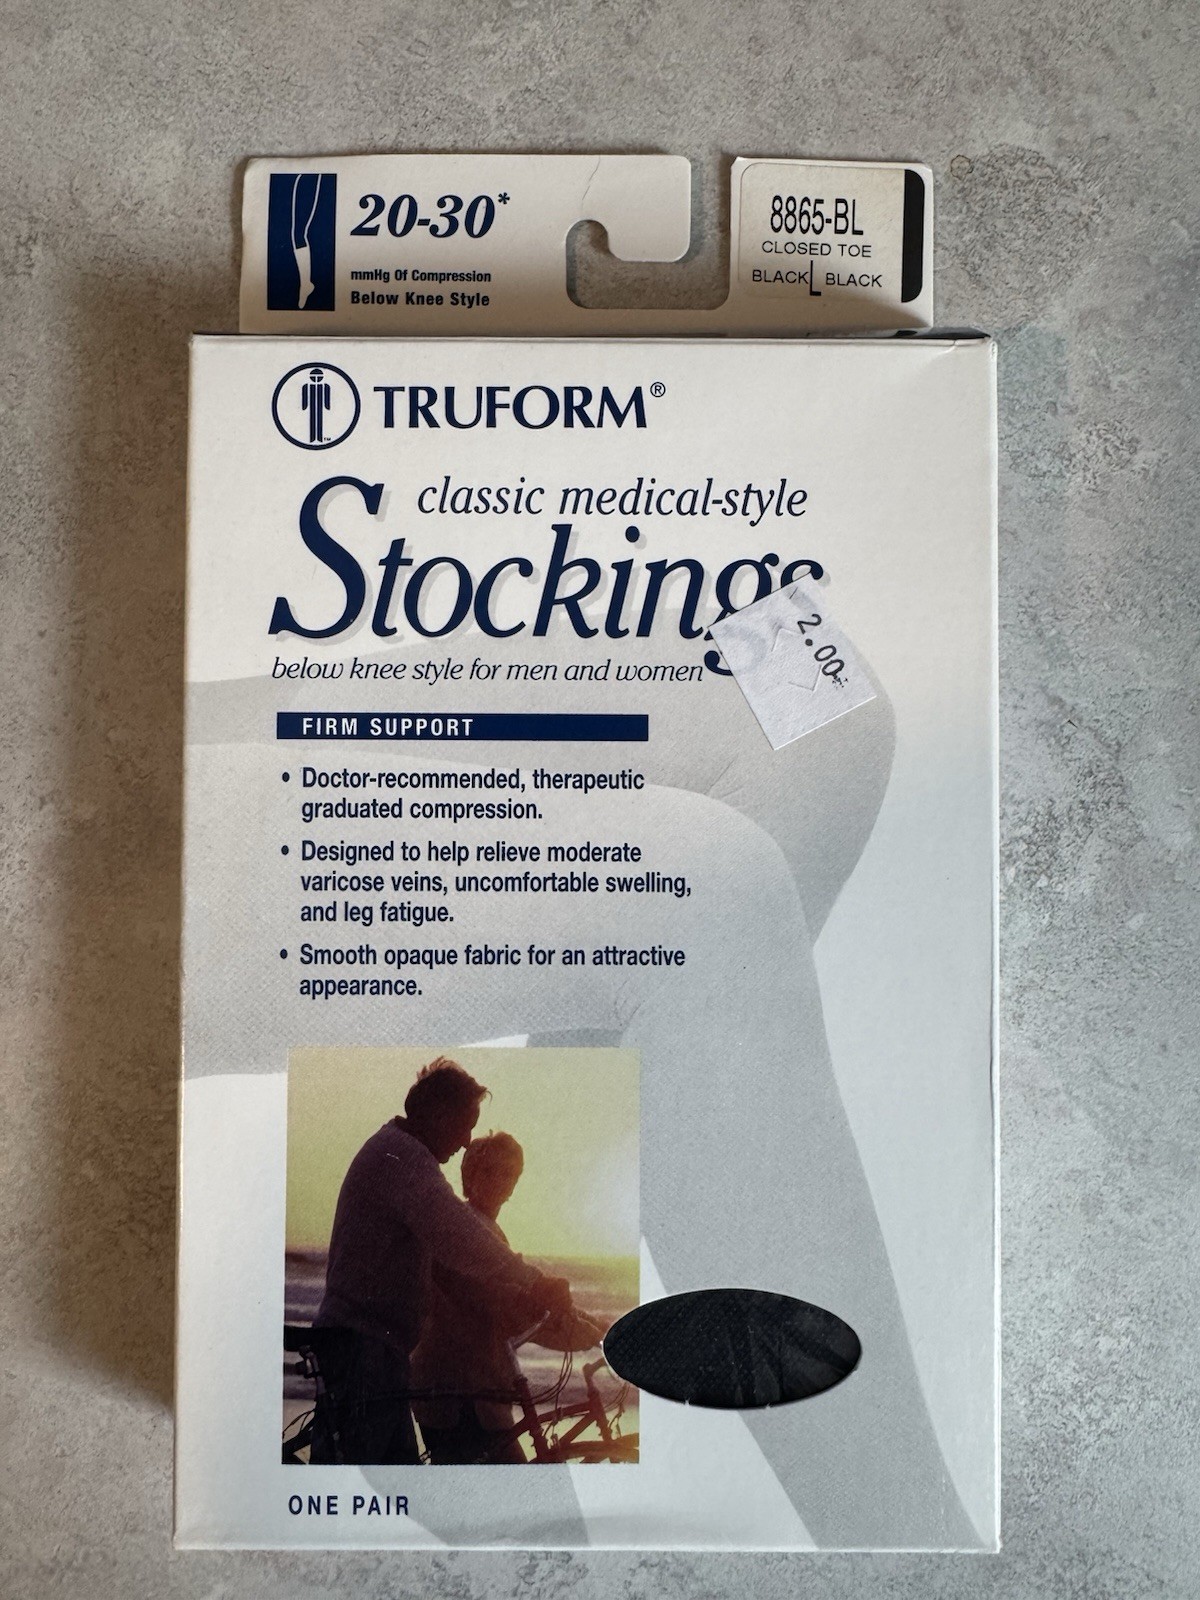 20-30*
mmHg Of Compression
Below Knee Style
8865-BL
CLOSED TOE
BLACK L BLACK
TRUFORM®
classic medical-style
Stockings
2.00
below knee style for men and women
FIRM SUPPORT
• Doctor-recommended, therapeutic
graduated compression.
• Designed to help relieve moderate
varicose veins, uncomfortable swelling,
and leg fatigue.
• Smooth opaque fabric for an attractive
appearance.
ONE PAIR